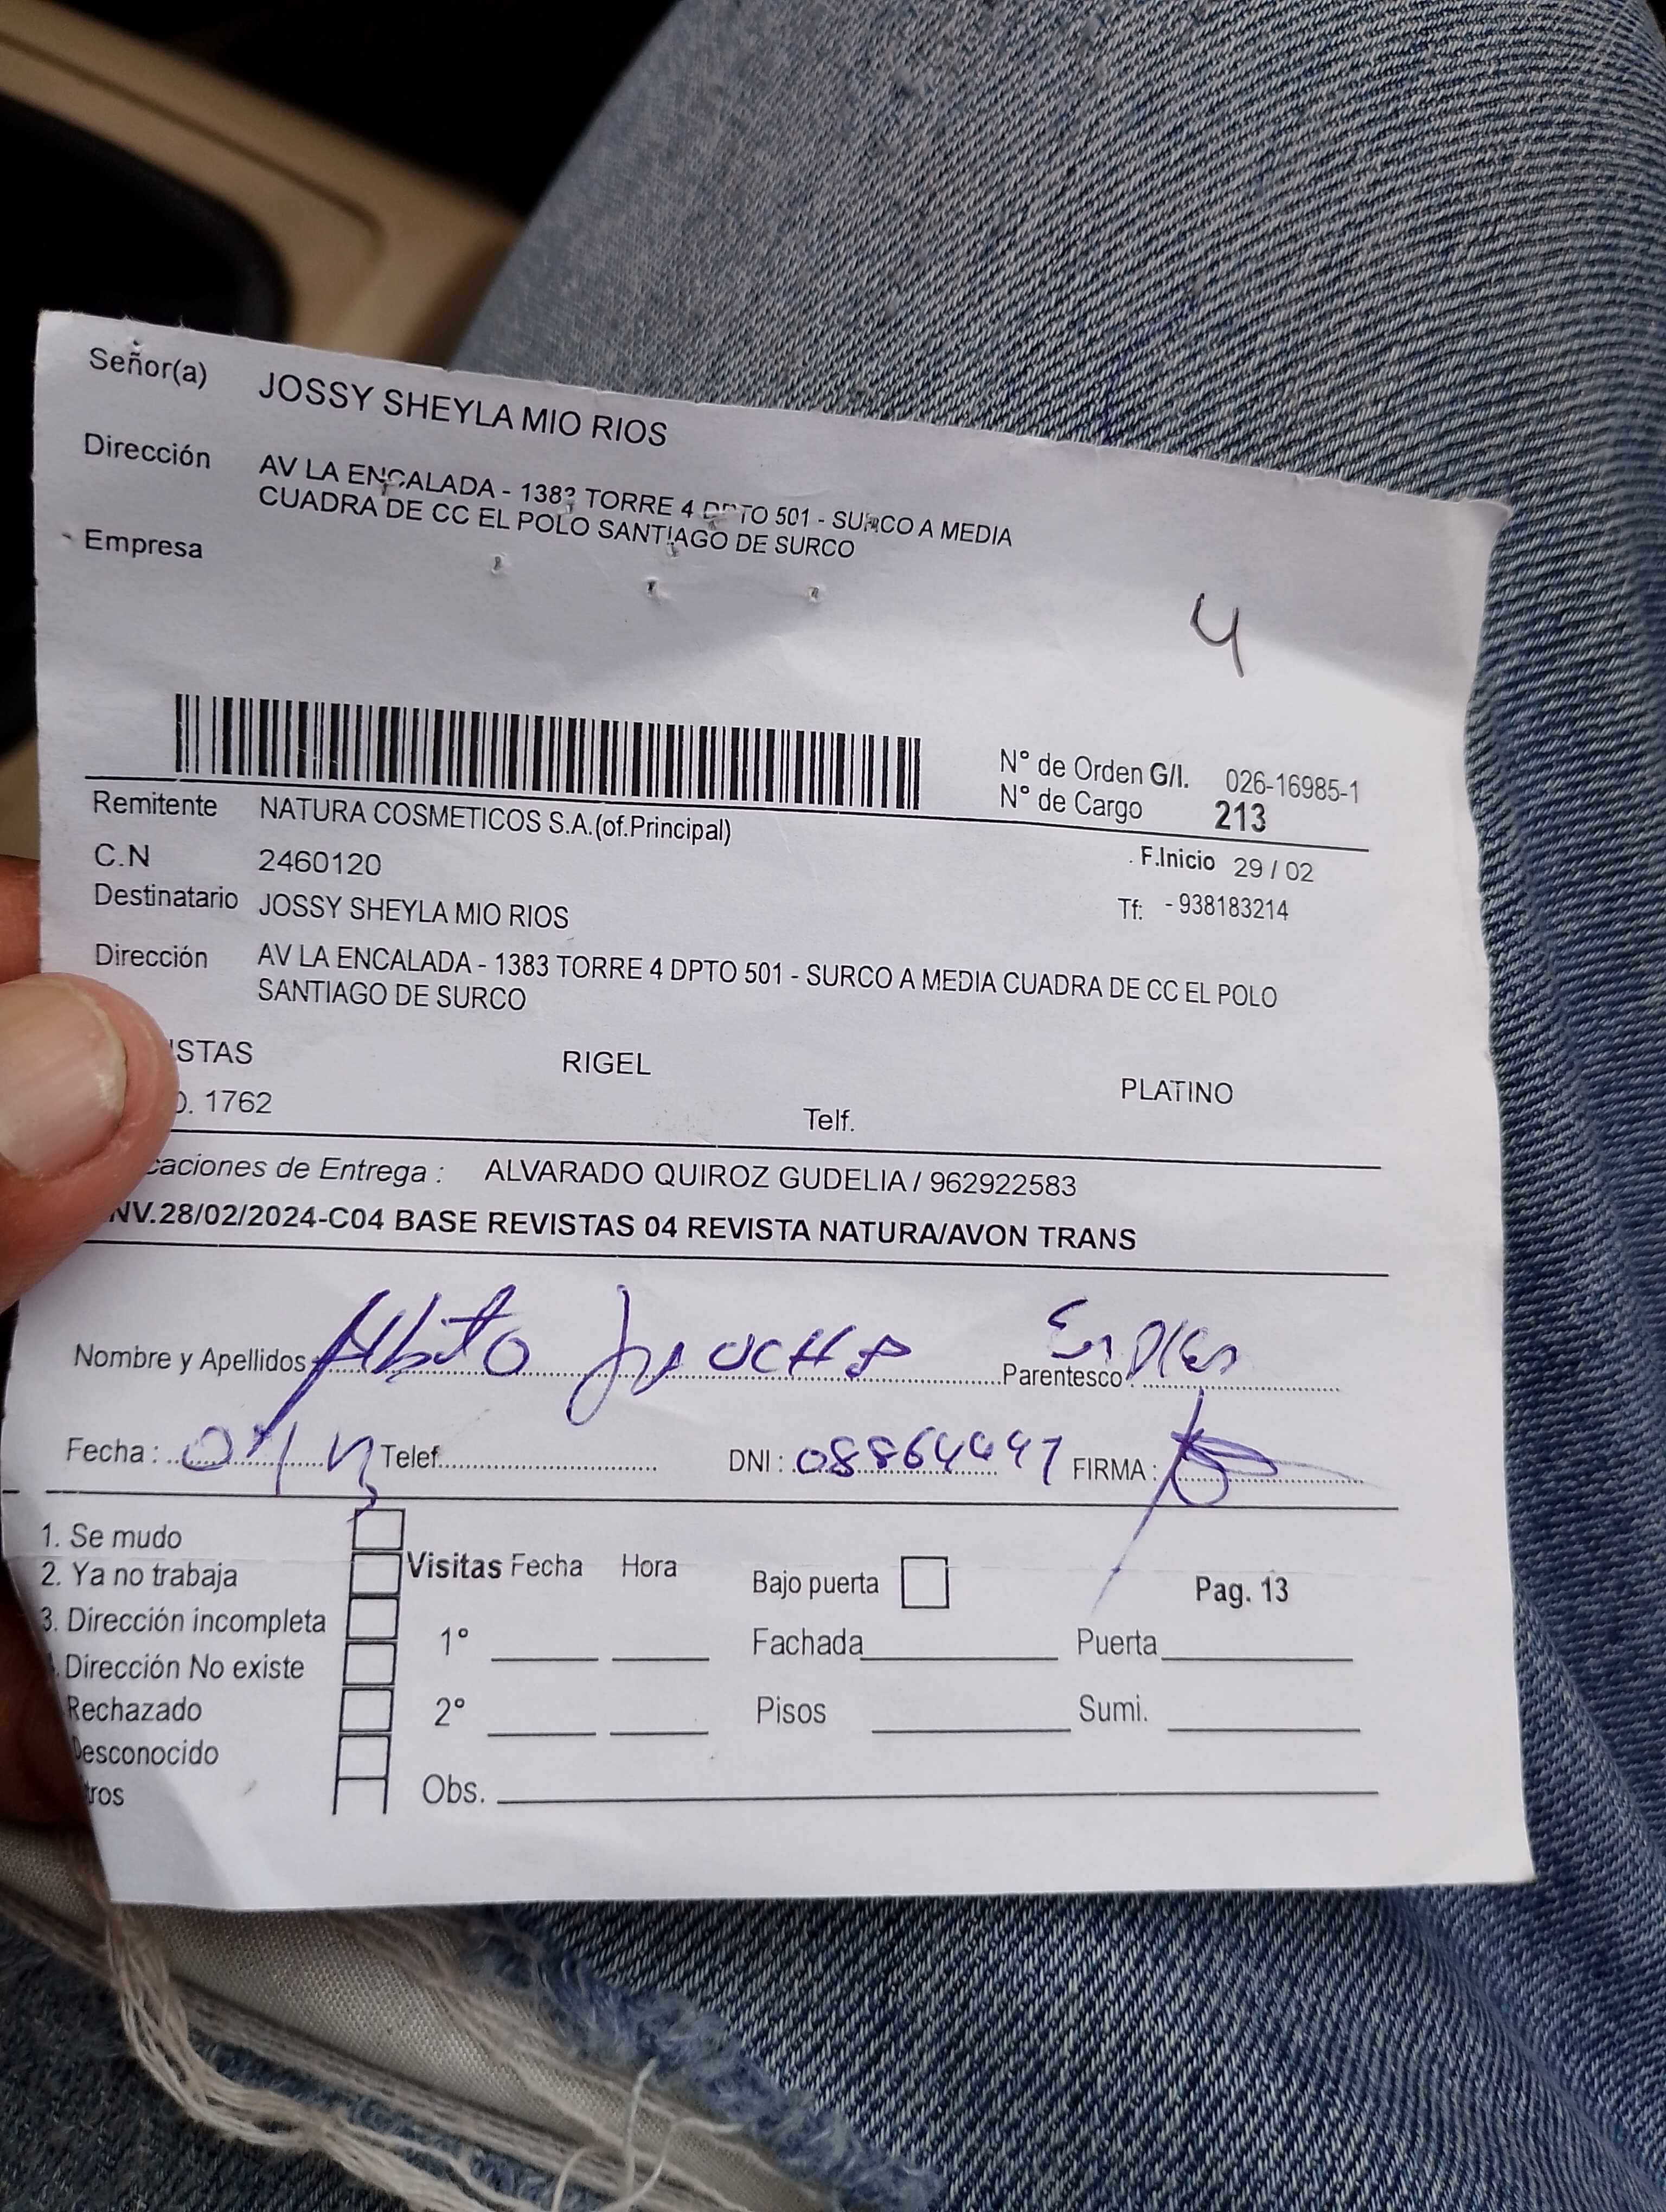 Señor(a) JOSSY SHEYLA MIO RIOS
Dirección AV LA ENCALADA - 1383 TORRE 4 DPTO 501 - SURCO A MEDIA
CUADRA DE CC EL POLO SANTIAGO DE SURCO
Empresa
4
N° de Orden G/I. 026-16985-1
N° de Cargo 213
Remitente NATURA COSMETICOS S.A.(of.Principal)
C.N 2460120 F.Inicio 29 / 02
Destinatario JOSSY SHEYLA MIO RIOS Tf: - 938183214
Dirección AV LA ENCALADA - 1383 TORRE 4 DPTO 501 - SURCO A MEDIA CUADRA DE CC EL POLO
SANTIAGO DE SURCO
ISTAS RIGEL PLATINO
O. 1762 Telf.
caciones de Entrega : ALVARADO QUIROZ GUDELIA / 962922583
NV.28/02/2024-C04 BASE REVISTAS 04 REVISTA NATURA/AVON TRANS
Nombre y Apellidos: Parentesco:
Fecha : Telef. DNI : FIRMA :
1. Se mudo
2. Ya no trabaja Visitas Fecha Hora Bajo puerta Pag. 13
3. Dirección incompleta 1° Fachada Puerta
Dirección No existe
Rechazado 2° Pisos Sumi.
Desconocido
tros Obs.